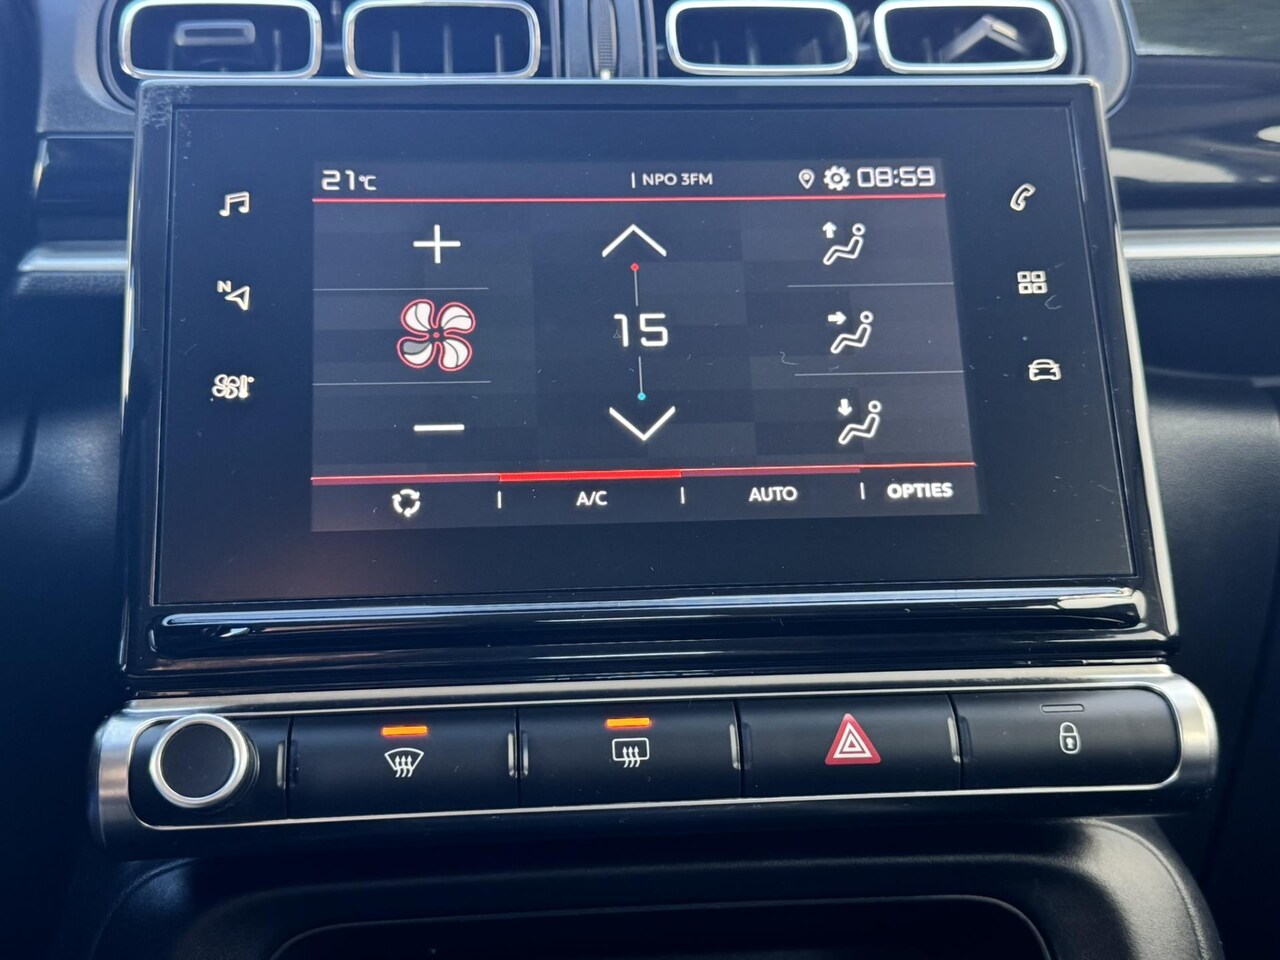 21°C
| NPO 3FM
08:59
N
15
A/C
AUTO
OPTIES